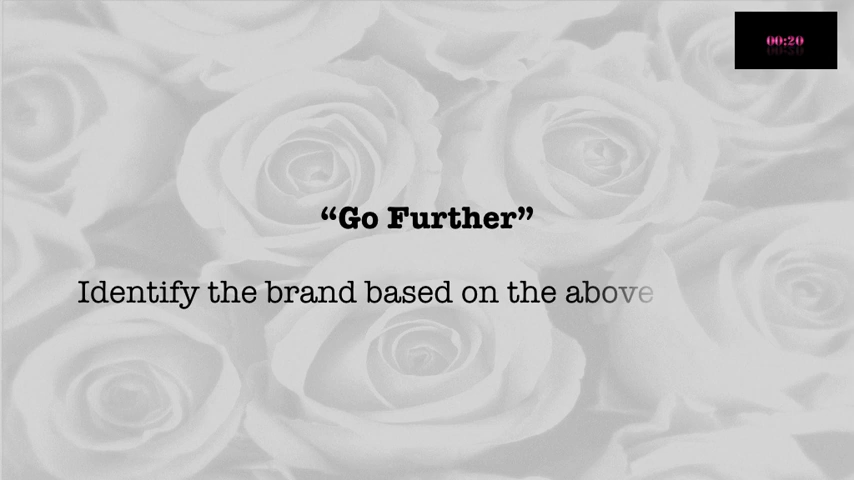 00:20
“Go Further”
Identify the brand based on the above